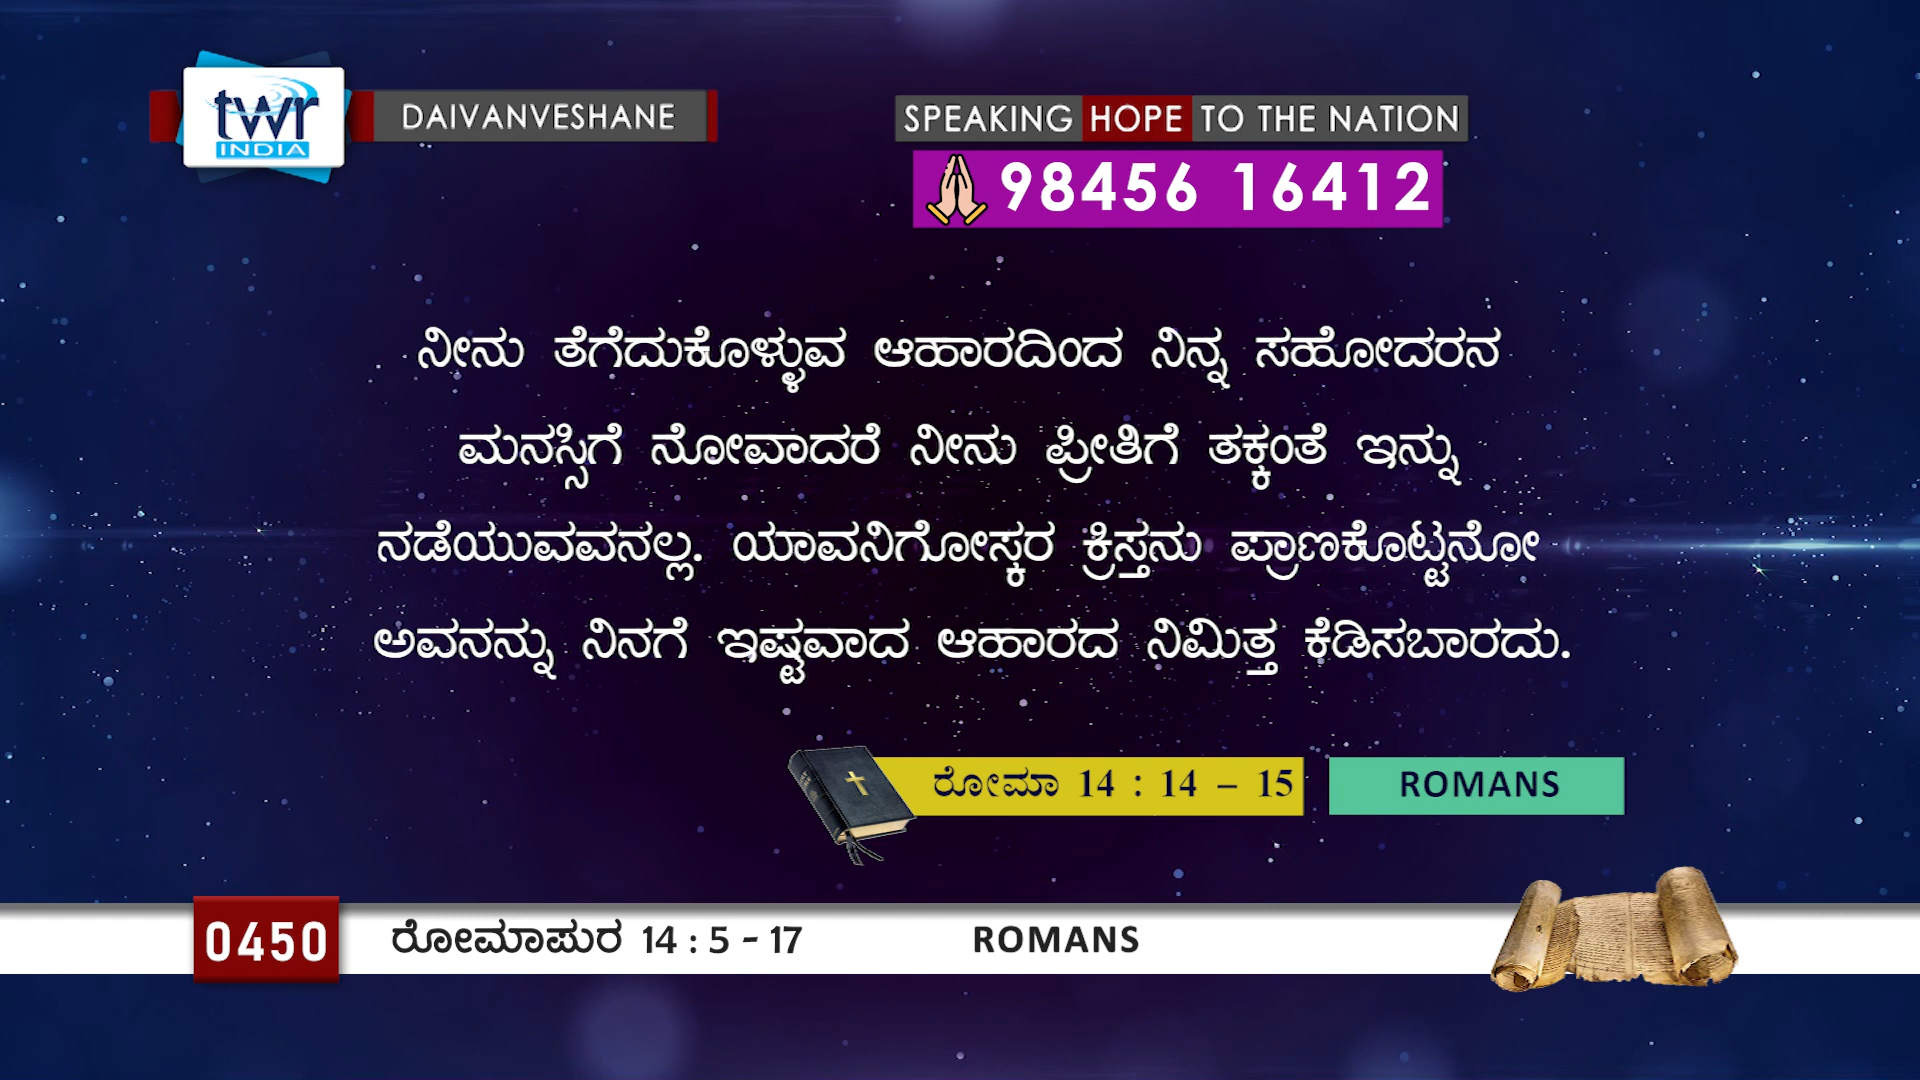 twr
INDIA
DAIVANVESHANE
SPEAKING HOPE TO THE NATION
98456 16412
ನೀನು ತೆಗೆದುಕೊಳ್ಳುವ ಆಹಾರದಿಂದ ನಿನ್ನ ಸಹೋದರನ
ಮನಸ್ಸಿಗೆ ನೋವಾದರೆ ನೀನು ಪ್ರೀತಿಗೆ ತಕ್ಕಂತೆ ಇನ್ನು
ನಡೆಯುವವನಲ್ಲ. ಯಾವನಿಗೋಸ್ಕರ ಕ್ರಿಸ್ತನು ಪ್ರಾಣಕೊಟ್ಟನೋ
ಅವನನ್ನು ನಿನಗೆ ಇಷ್ಟವಾದ ಆಹಾರದ ನಿಮಿತ್ತ ಕೆಡಿಸಬಾರದು.
ರೋಮಾ 14 : 14 – 15
ROMANS
0450
ರೋಮಾಪುರ 14 : 5 - 17
ROMANS